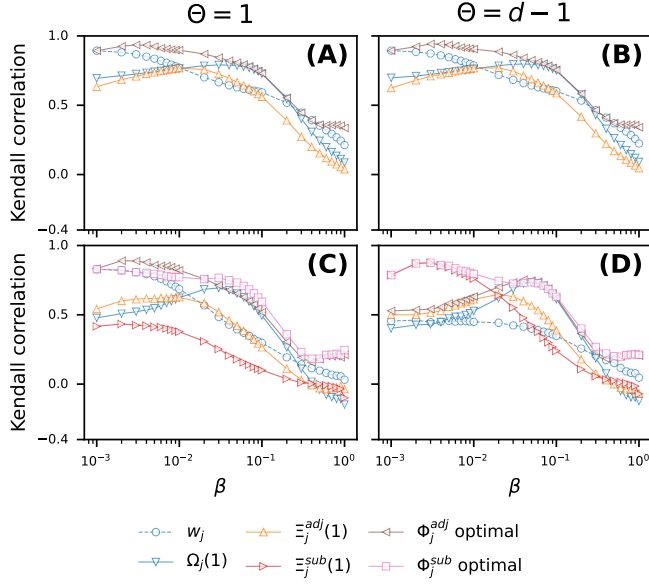 Θ = 1
Θ = d − 1
Kendall correlation
1.0
0.5
0.0
−0.4
(A)
(B)
Kendall correlation
1.0
0.5
0.0
−0.4
(C)
(D)
10⁻³ 10⁻² 10⁻¹ 10⁰
10⁻³ 10⁻² 10⁻¹ 10⁰
β
β
w_j
Ξ_j^{adj}(1)
Φ_j^{adj} optimal
Ω_j(1)
Ξ_j^{sub}(1)
Φ_j^{sub} optimal